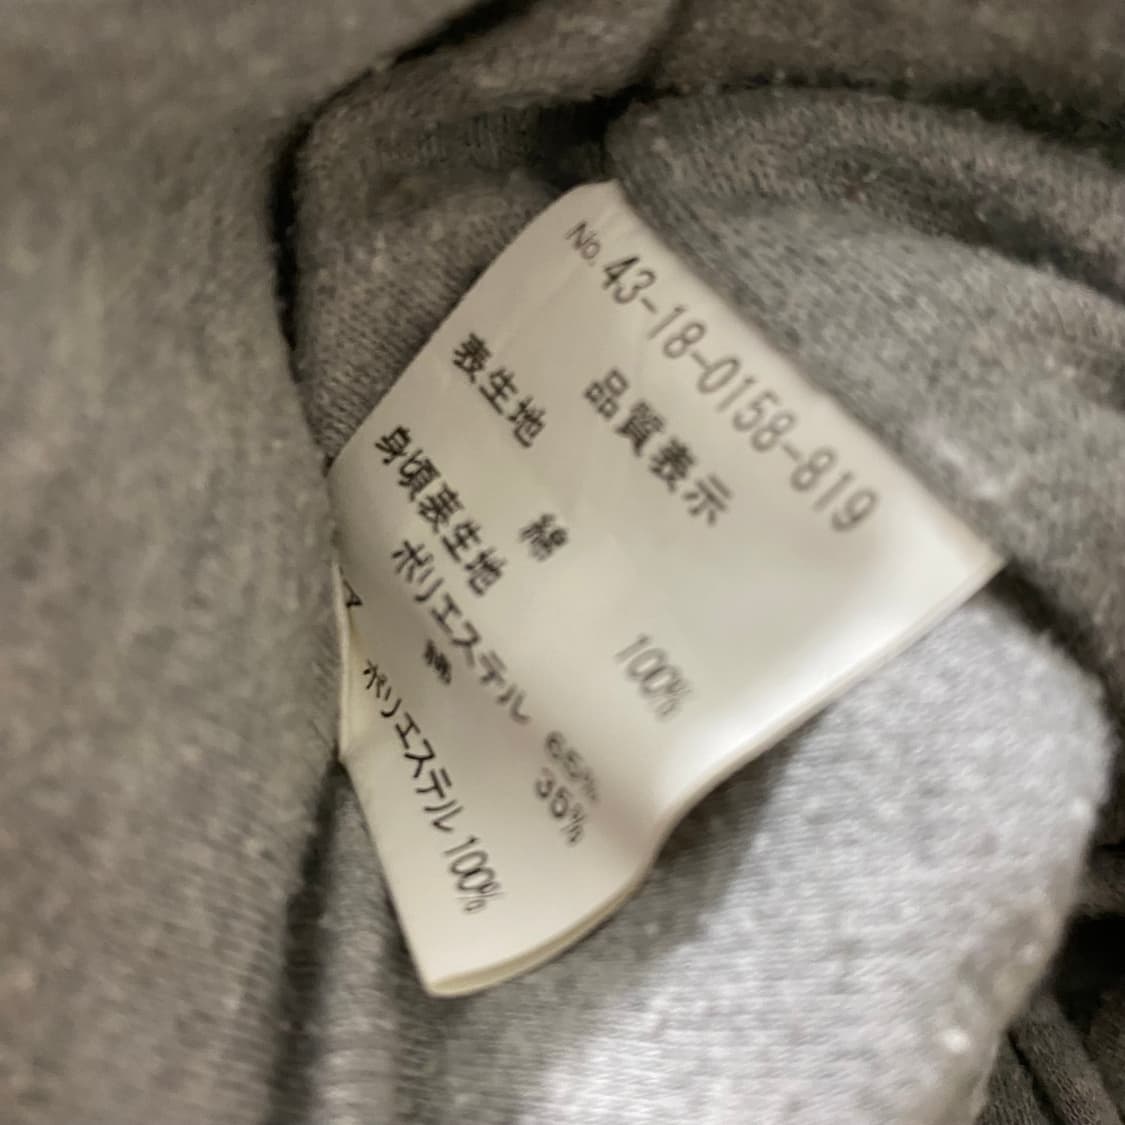 No. 43-18-0158-819
品質表示
表生地
綿 100%
身頃表生地
ポリエステル 65%
綿 35%
ポリエステル 100%